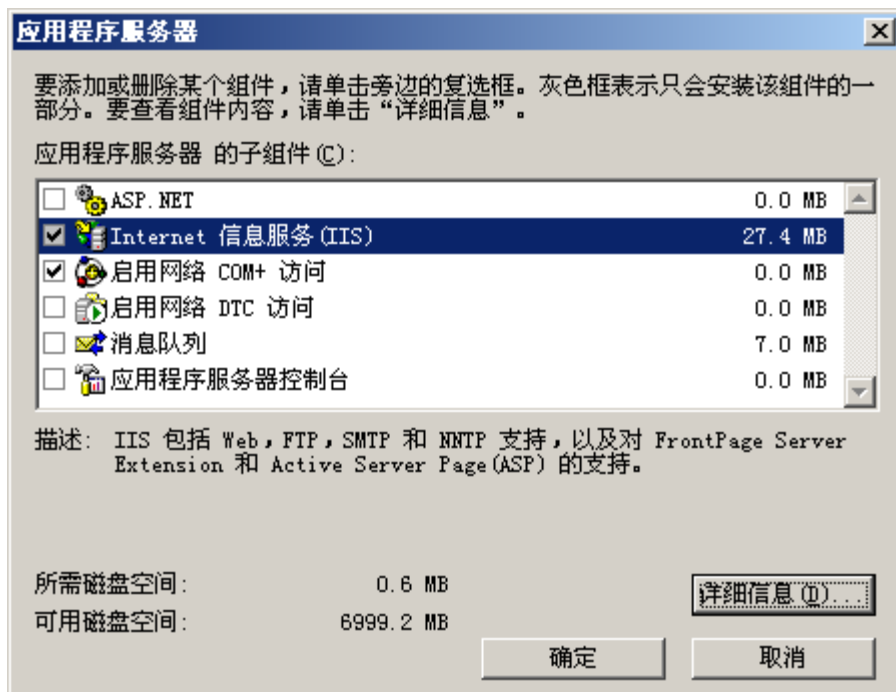 应用程序服务器
要添加或删除某个组件，请单击旁边的复选框。灰色框表示只会安装该组件的一
部分。要查看组件内容，请单击“详细信息”。
应用程序服务器 的子组件(C):
ASP.NET 0.0 MB
Internet 信息服务(IIS) 27.4 MB
启用网络 COM+ 访问 0.0 MB
启用网络 DTC 访问 0.0 MB
消息队列 7.0 MB
应用程序服务器控制台 0.0 MB
描述: IIS 包括 Web，FTP，SMTP 和 NNTP 支持，以及对 FrontPage Server
Extension 和 Active Server Page(ASP) 的支持。
所需磁盘空间: 0.6 MB
详细信息(D)...
可用磁盘空间: 6999.2 MB
确定 取消